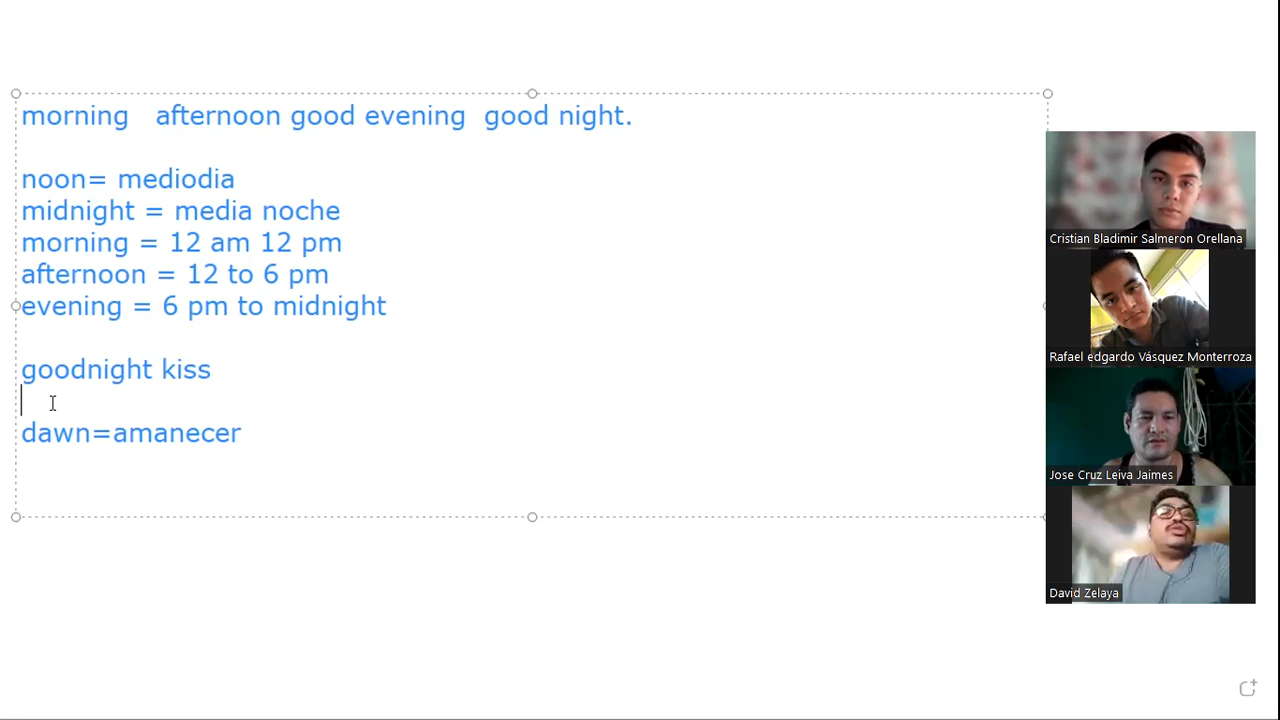 morning   afternoon good evening  good night.
noon= mediodia
midnight = media noche
morning = 12 am 12 pm
afternoon = 12 to 6 pm
evening = 6 pm to midnight
goodnight kiss
dawn=amanecer
Cristian Bladimir Salmeron Orellana
Rafael edgardo Vásquez Monterroza
Jose Cruz Leiva Jaimes
David Zelaya